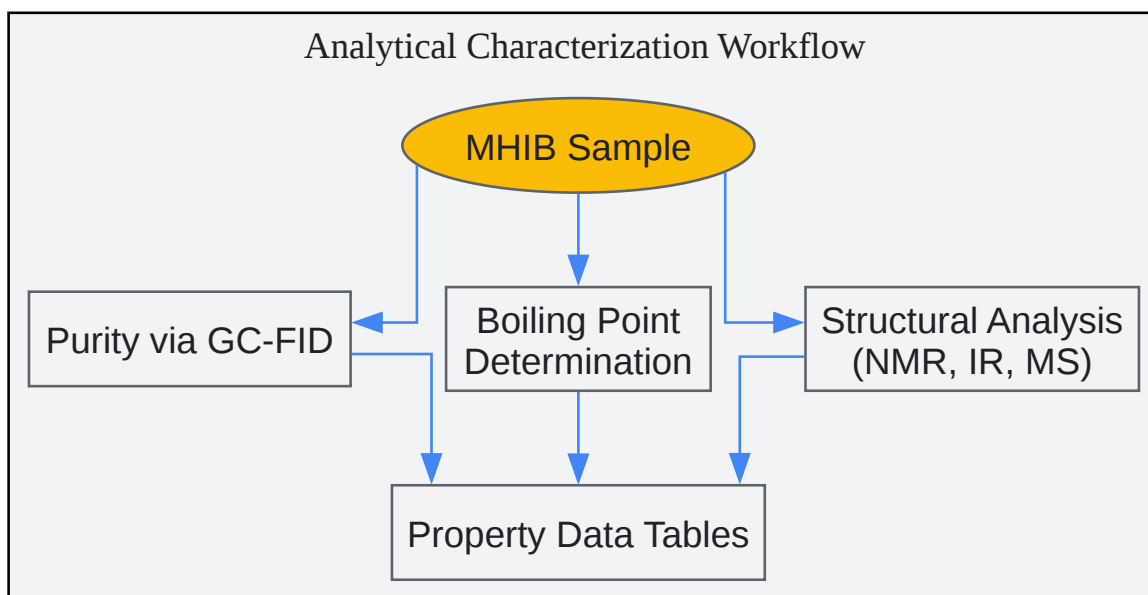 Analytical Characterization Workflow
MHIB Sample
Purity via GC-FID
Boiling Point
Determination
Structural Analysis
(NMR, IR, MS)
Property Data Tables